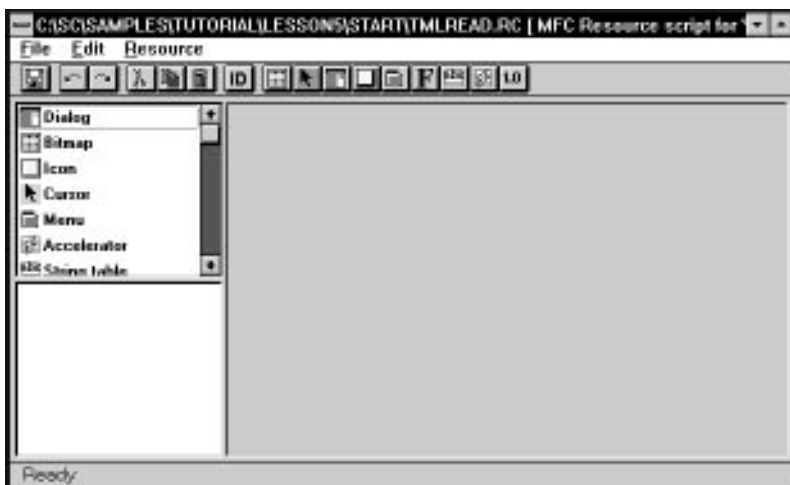 C:\SC\SAMPLES\TUTORIAL\LESSON5\START\TMLREAD.RC [ MFC Resource script for
File Edit Resource
ID F 1.0
Dialog
Bitmap
Icon
Cursor
Menu
Accelerator
String table
Ready